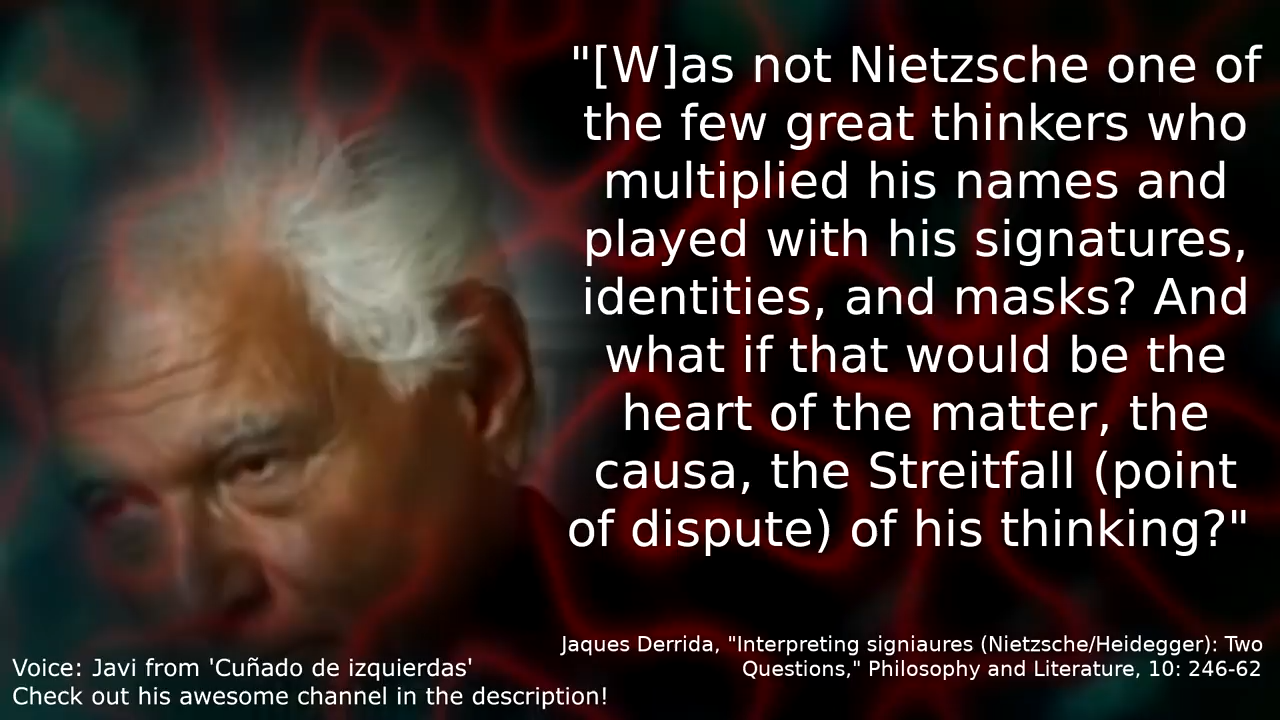 "[W]as not Nietzsche one of
the few great thinkers who
multiplied his names and
played with his signatures,
identities, and masks? And
what if that would be the
heart of the matter, the
causa, the Streitfall (point
of dispute) of his thinking?"
Jaques Derrida, "Interpreting signiaures (Nietzsche/Heidegger): Two
Questions," Philosophy and Literature, 10: 246-62
Voice: Javi from 'Cuñado de izquierdas'
Check out his awesome channel in the description!